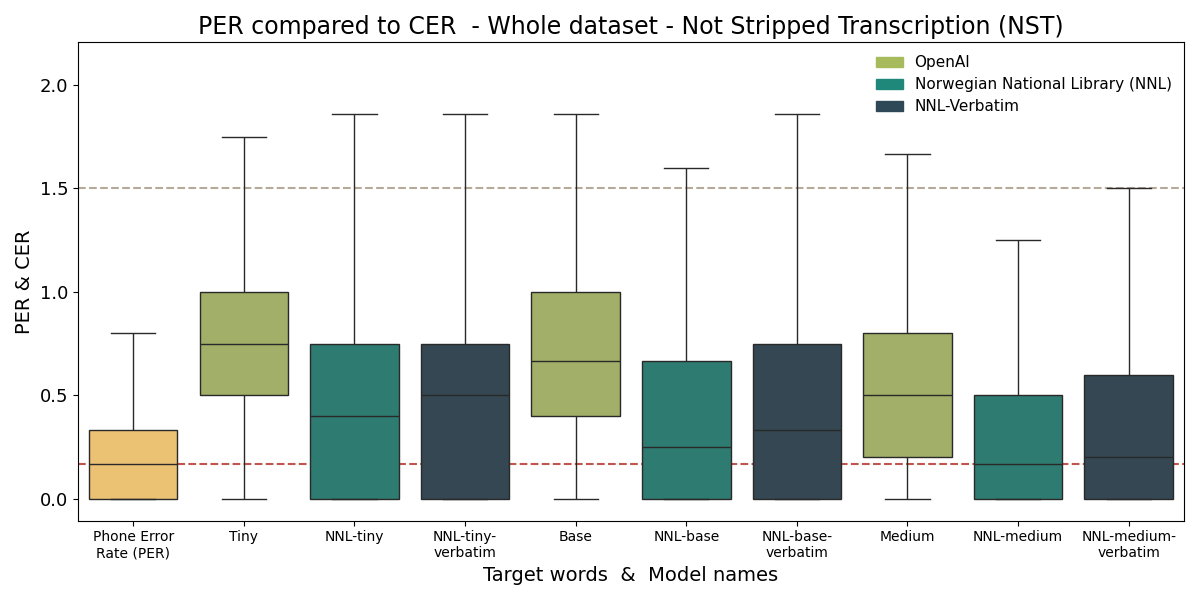 PER compared to CER  - Whole dataset - Not Stripped Transcription (NST)
OpenAI
Norwegian National Library (NNL)
NNL-Verbatim
PER & CER
2.0
1.5
1.0
0.5
0.0
Phone Error
Rate (PER)
Tiny
NNL-tiny
NNL-tiny-
verbatim
Base
NNL-base
NNL-base-
verbatim
Medium
NNL-medium
NNL-medium-
verbatim
Target words  &  Model names